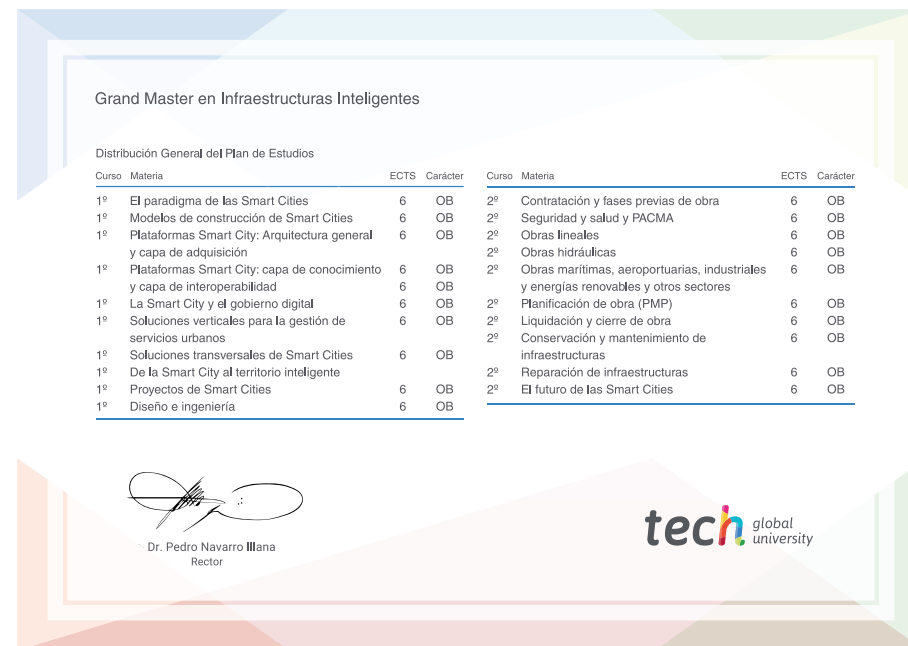 Grand Master en Infraestructuras Inteligentes
Distribución General del Plan de Estudios
Curso Materia ECTS Carácter
1º El paradigma de las Smart Cities 6 OB
1º Modelos de construcción de Smart Cities 6 OB
1º Plataformas Smart City: Arquitectura general 6 OB
y capa de adquisición
1º Plataformas Smart City: capa de conocimiento 6 OB
y capa de interoperabilidad 6 OB
1º La Smart City y el gobierno digital 6 OB
1º Soluciones verticales para la gestión de 6 OB
servicios urbanos
1º Soluciones transversales de Smart Cities 6 OB
1º De la Smart City al territorio inteligente
1º Proyectos de Smart Cities 6 OB
1º Diseño e ingeniería 6 OB
Curso Materia ECTS Carácter
2º Contratación y fases previas de obra 6 OB
2º Seguridad y salud y PACMA 6 OB
2º Obras lineales 6 OB
2º Obras hidráulicas 6 OB
2º Obras marítimas, aeroportuarias, industriales 6 OB
y energías renovables y otros sectores
2º Planificación de obra (PMP) 6 OB
2º Liquidación y cierre de obra 6 OB
2º Conservación y mantenimiento de 6 OB
infraestructuras
2º Reparación de infraestructuras 6 OB
2º El futuro de las Smart Cities 6 OB
Dr. Pedro Navarro Illana
Rector
tech global
university